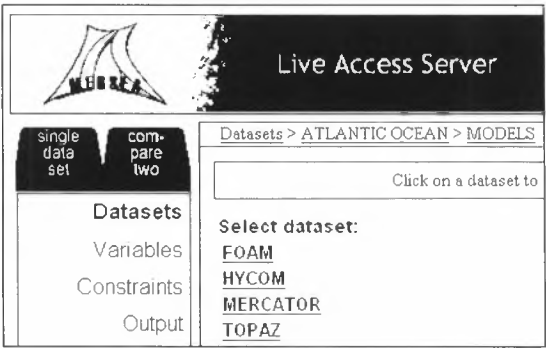 MERSEA
Live Access Server
single
data
set
com-
pare
two
Datasets > ATLANTIC OCEAN > MODELS
Click on a dataset to
Datasets
Variables
Constraints
Output
Select dataset:
FOAM
HYCOM
MERCATOR
TOPAZ